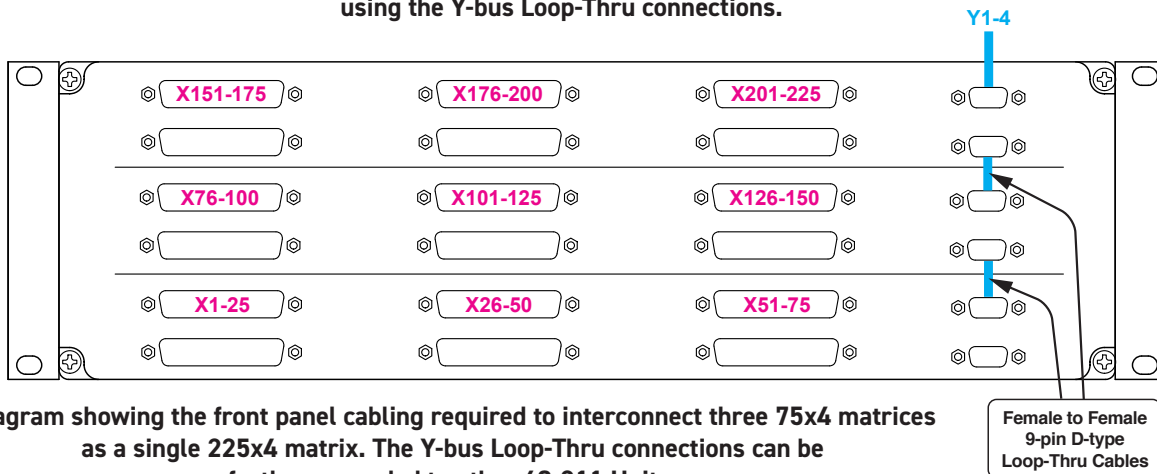 using the Y-bus Loop-Thru connections.
Y1-4
X151-175 X176-200 X201-225
X76-100 X101-125 X126-150
X1-25 X26-50 X51-75
agram showing the front panel cabling required to interconnect three 75x4 matrices
as a single 225x4 matrix. The Y-bus Loop-Thru connections can be
Female to Female
9-pin D-type
Loop-Thru Cables